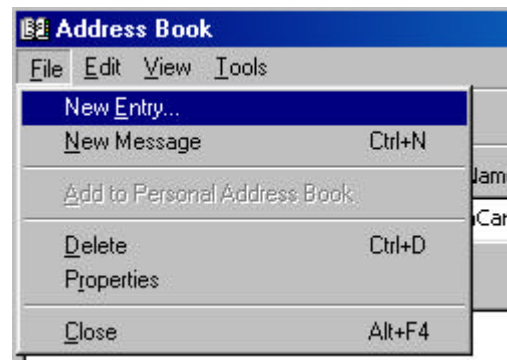 Address Book
File Edit View Tools
New Entry...
New Message Ctrl+N
Add to Personal Address Book
Delete Ctrl+D
Properties
Close Alt+F4